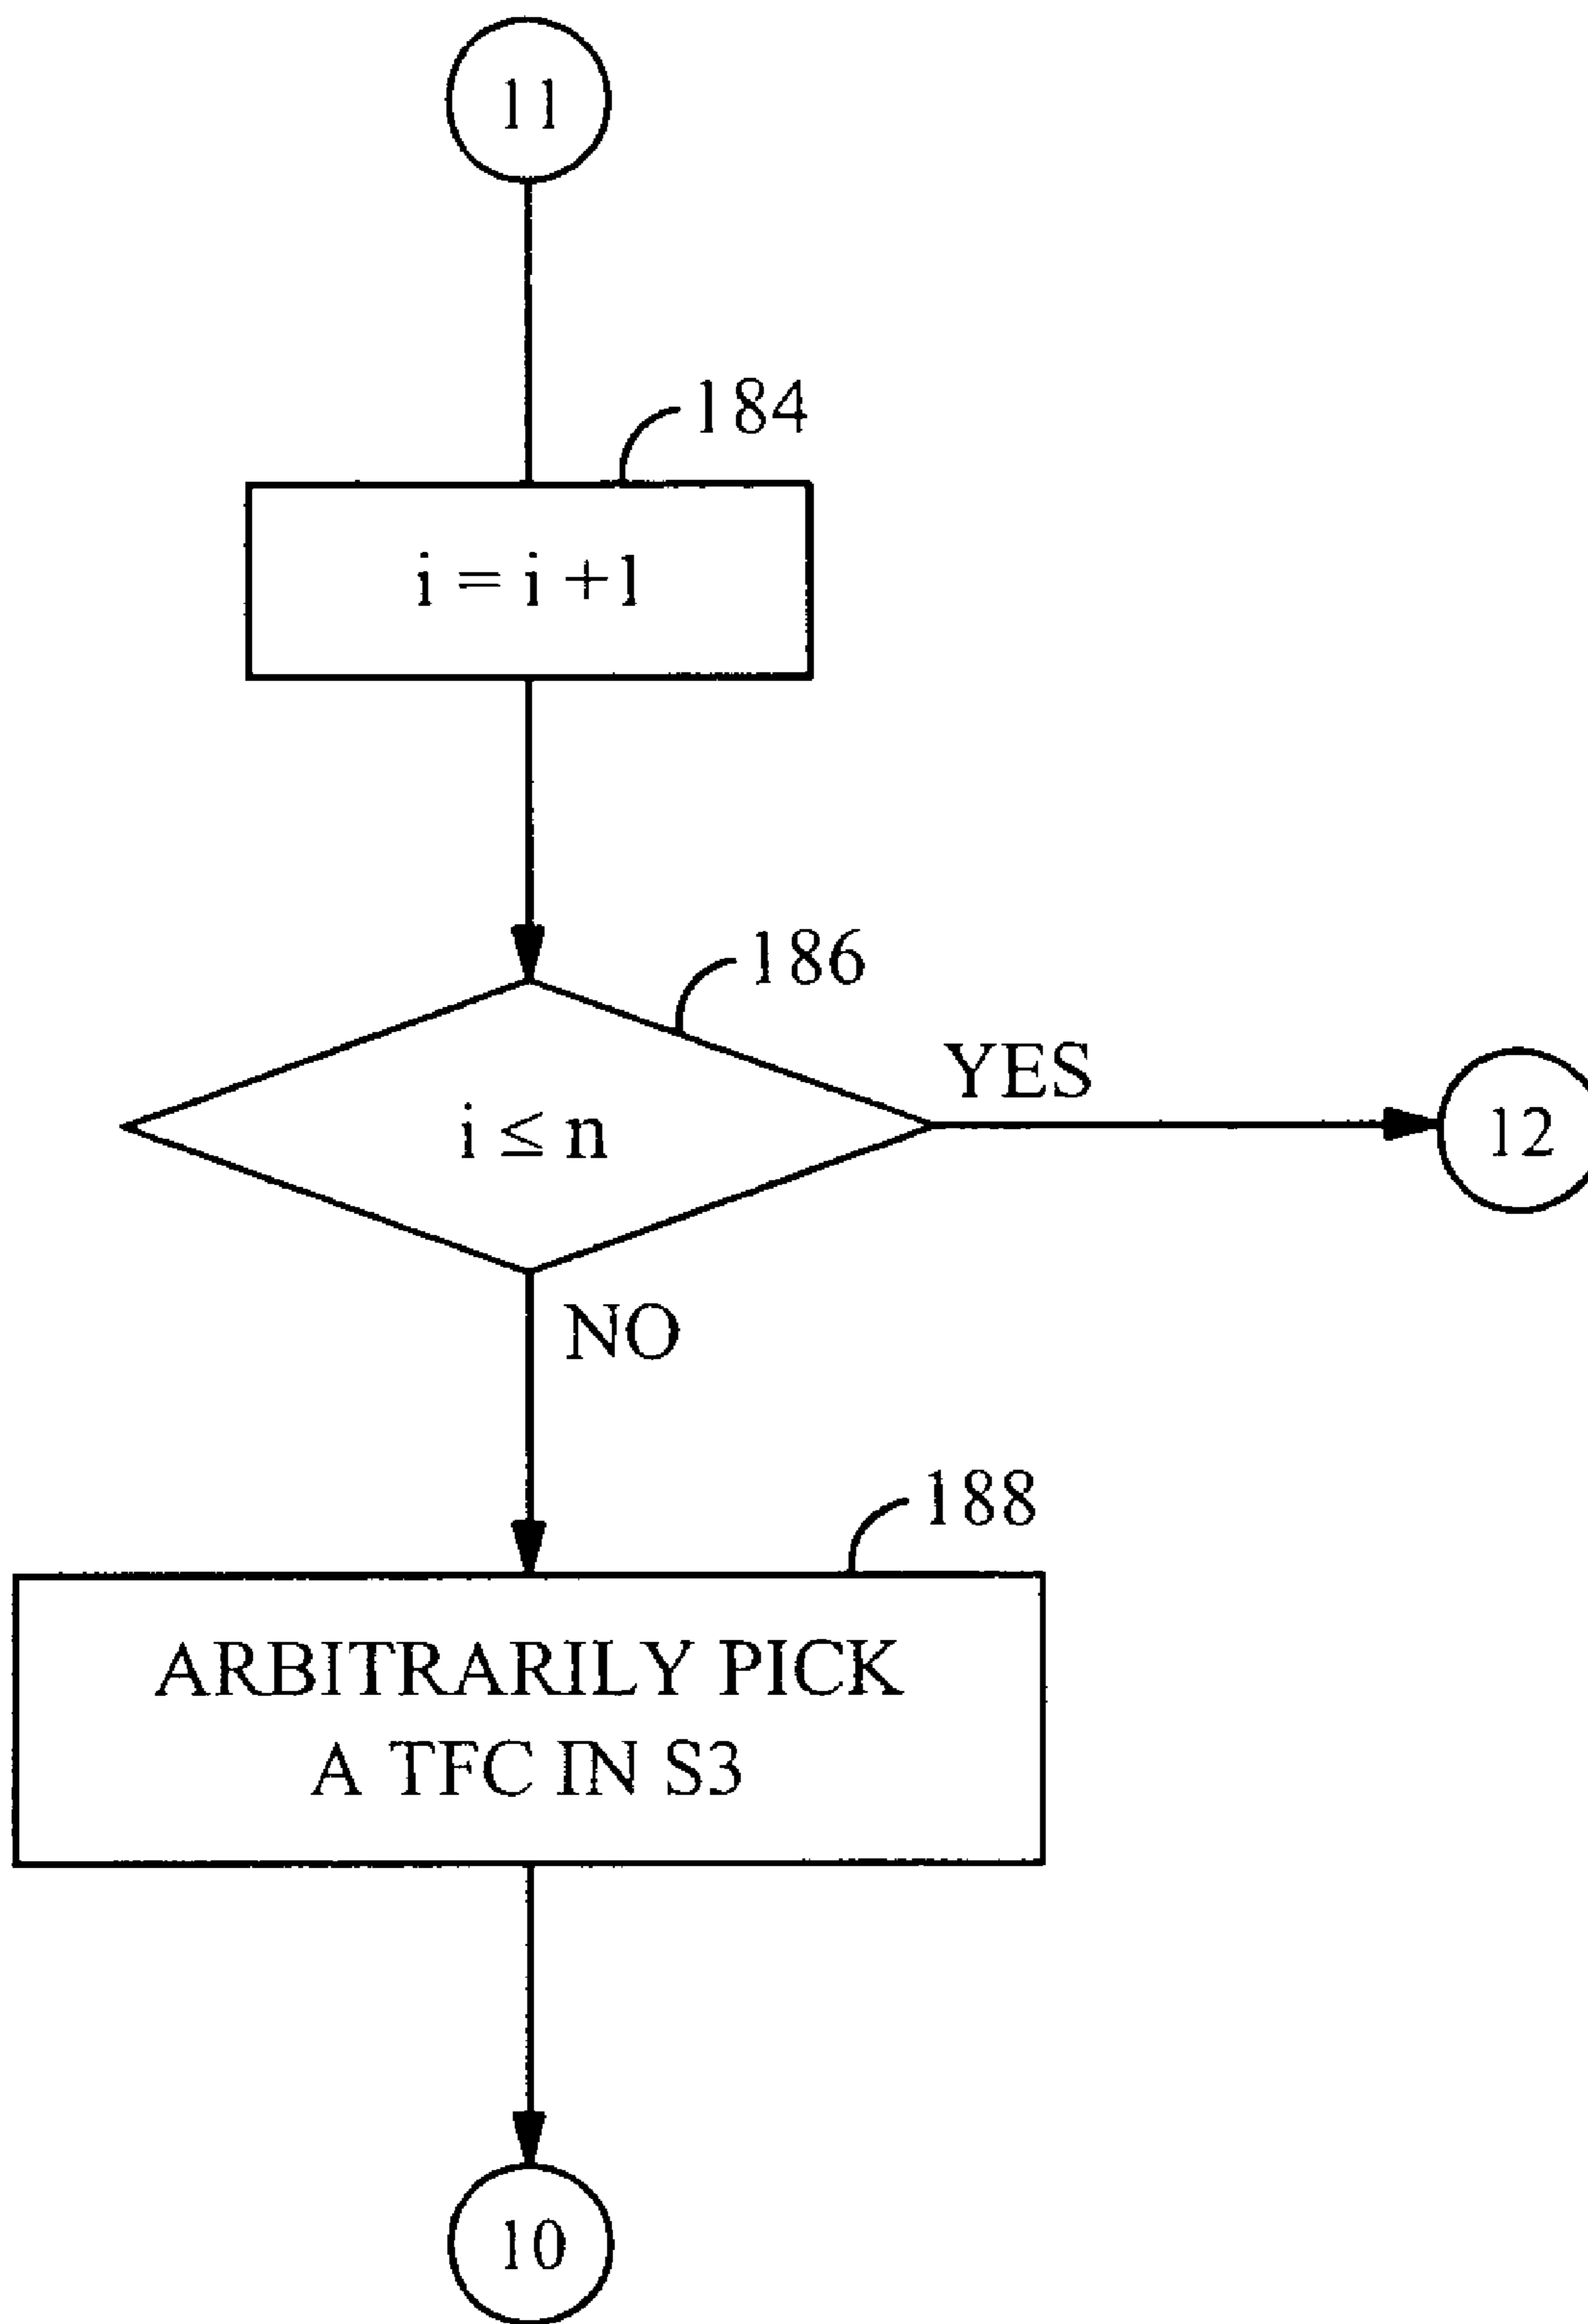 11
184
i = i + 1
186
YES
i ≤ n
12
NO
188
ARBITRARILY PICK
A TFC IN S3
10